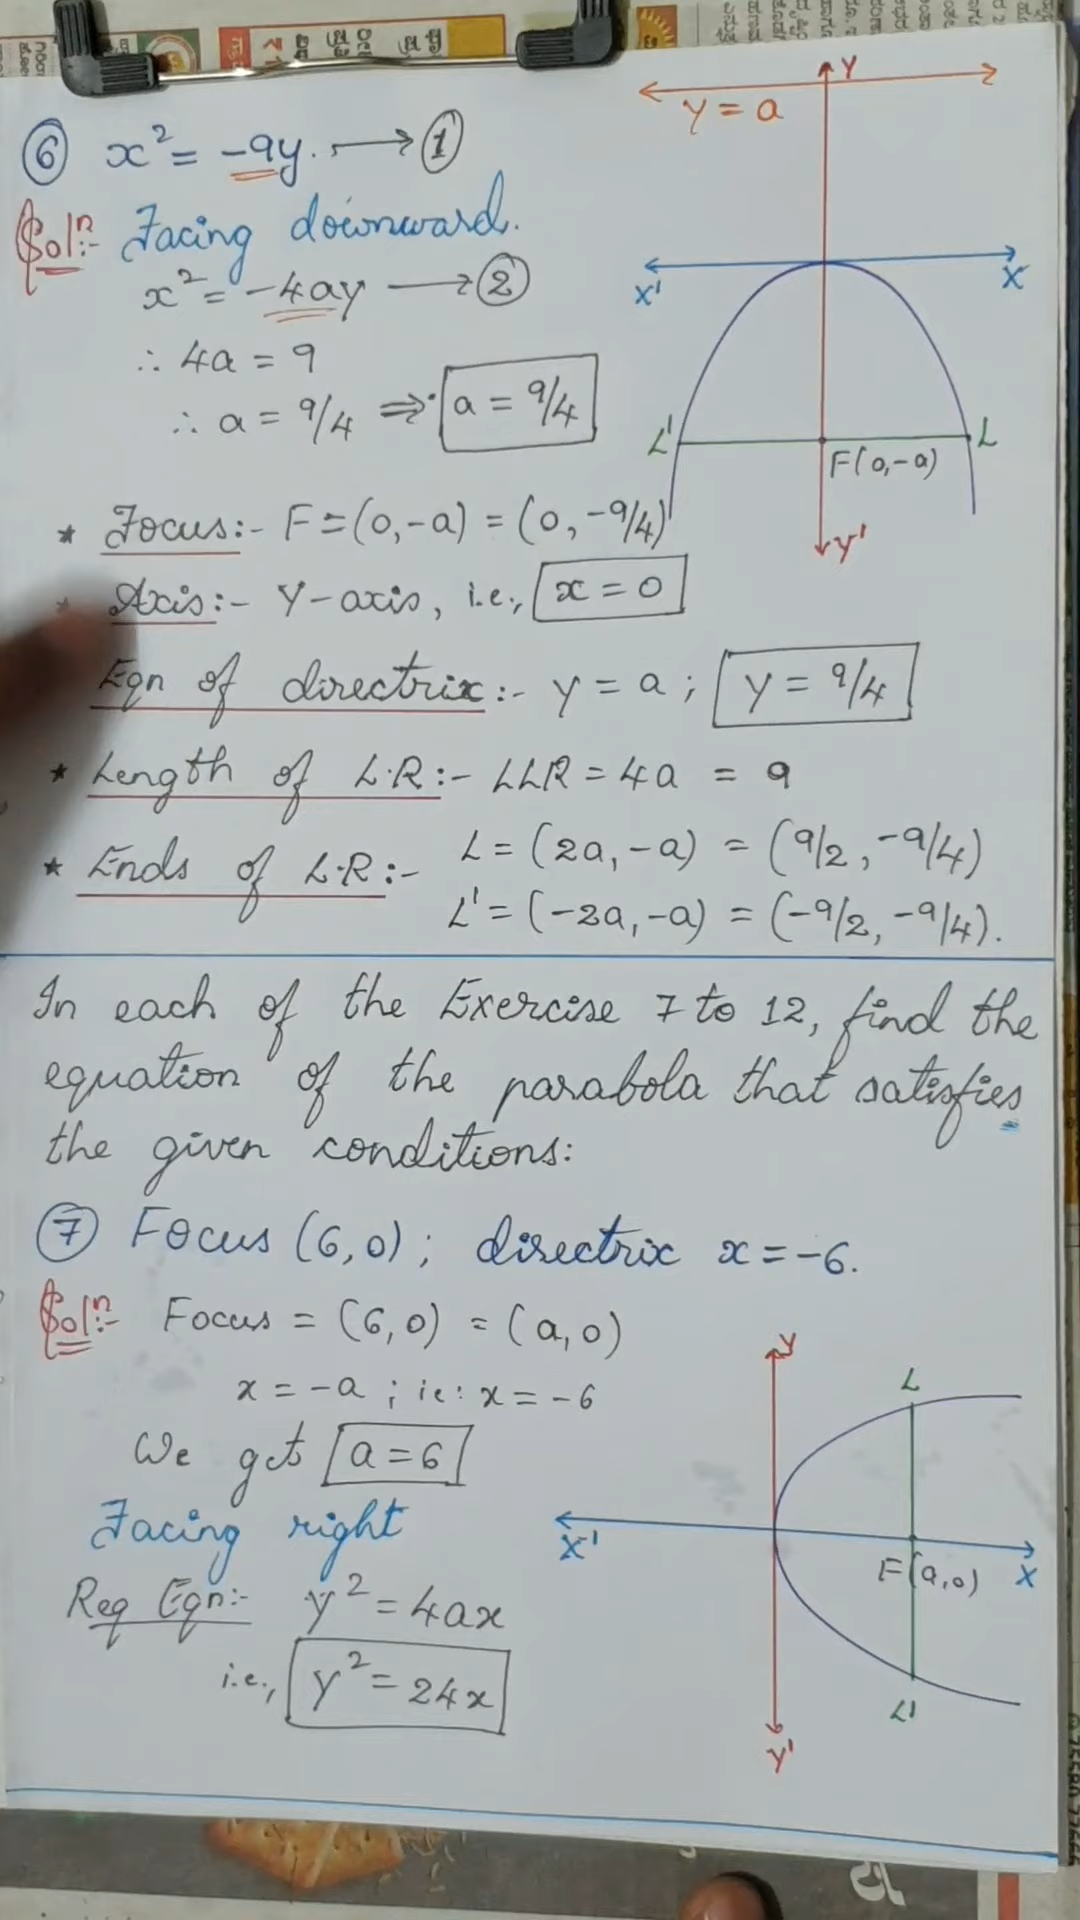 ⑥ x² = -9y. ⟶ ①
Y
y = a
Solⁿ:- Facing downward.
x² = -4ay ⟶ ②
X' X
∴ 4a = 9
∴ a = 9/4 ⇒ a = 9/4
L' L
F(0,-a)
Y'
* Focus:- F = (0,-a) = (0, -9/4)
* Axis:- Y-axis, i.e., x = 0
Eqn of directrix:- y = a ; y = 9/4
* Length of L.R:- LLR = 4a = 9
* Ends of L.R:- L = (2a, -a) = (9/2, -9/4)
L' = (-2a, -a) = (-9/2, -9/4).
In each of the Exercise 7 to 12, find the
equation of the parabola that satisfies
the given conditions:
⑦ Focus (6,0); directrix x = -6.
Solⁿ:- Focus = (6,0) = (a,0)
x = -a ; ie: x = -6
We get a = 6
Facing right
Req Eqn:- y² = 4ax
i.e., y² = 24x
Y
L
X' X
F(a,0)
L'
Y'